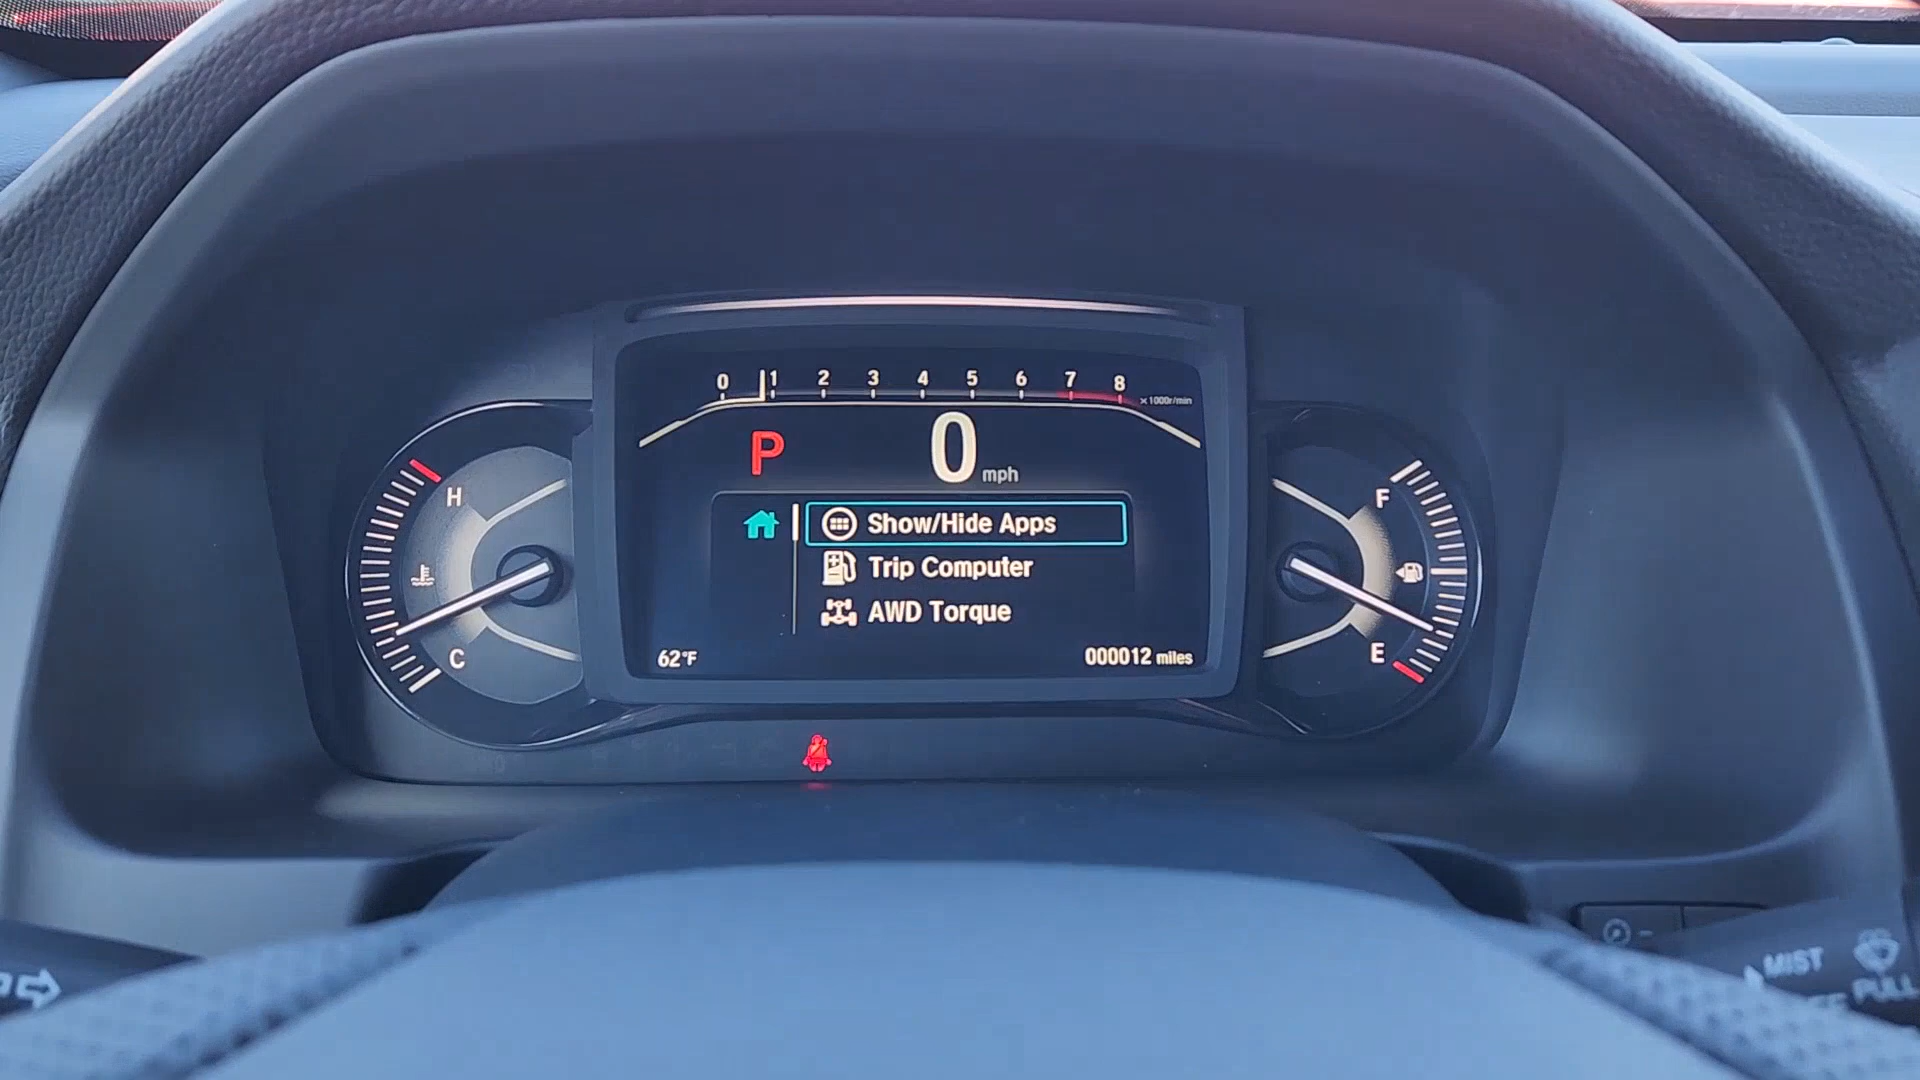 0 1 2 3 4 5 6 7 8 x1000r/min
P 0 mph
H
F
Show/Hide Apps
Trip Computer
AWD Torque
C
E
62°F
000012 miles
MIST
PULL